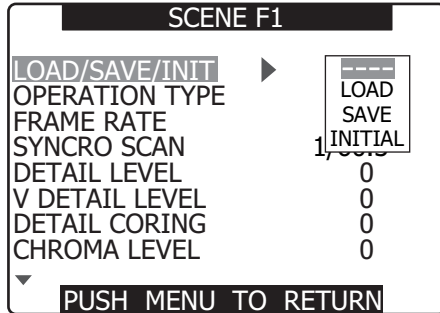 SCENE F1
LOAD/SAVE/INIT ----
OPERATION TYPE LOAD
FRAME RATE SAVE
SYNCRO SCAN INITIAL
DETAIL LEVEL 0
V DETAIL LEVEL 0
DETAIL CORING 0
CHROMA LEVEL 0
PUSH MENU TO RETURN